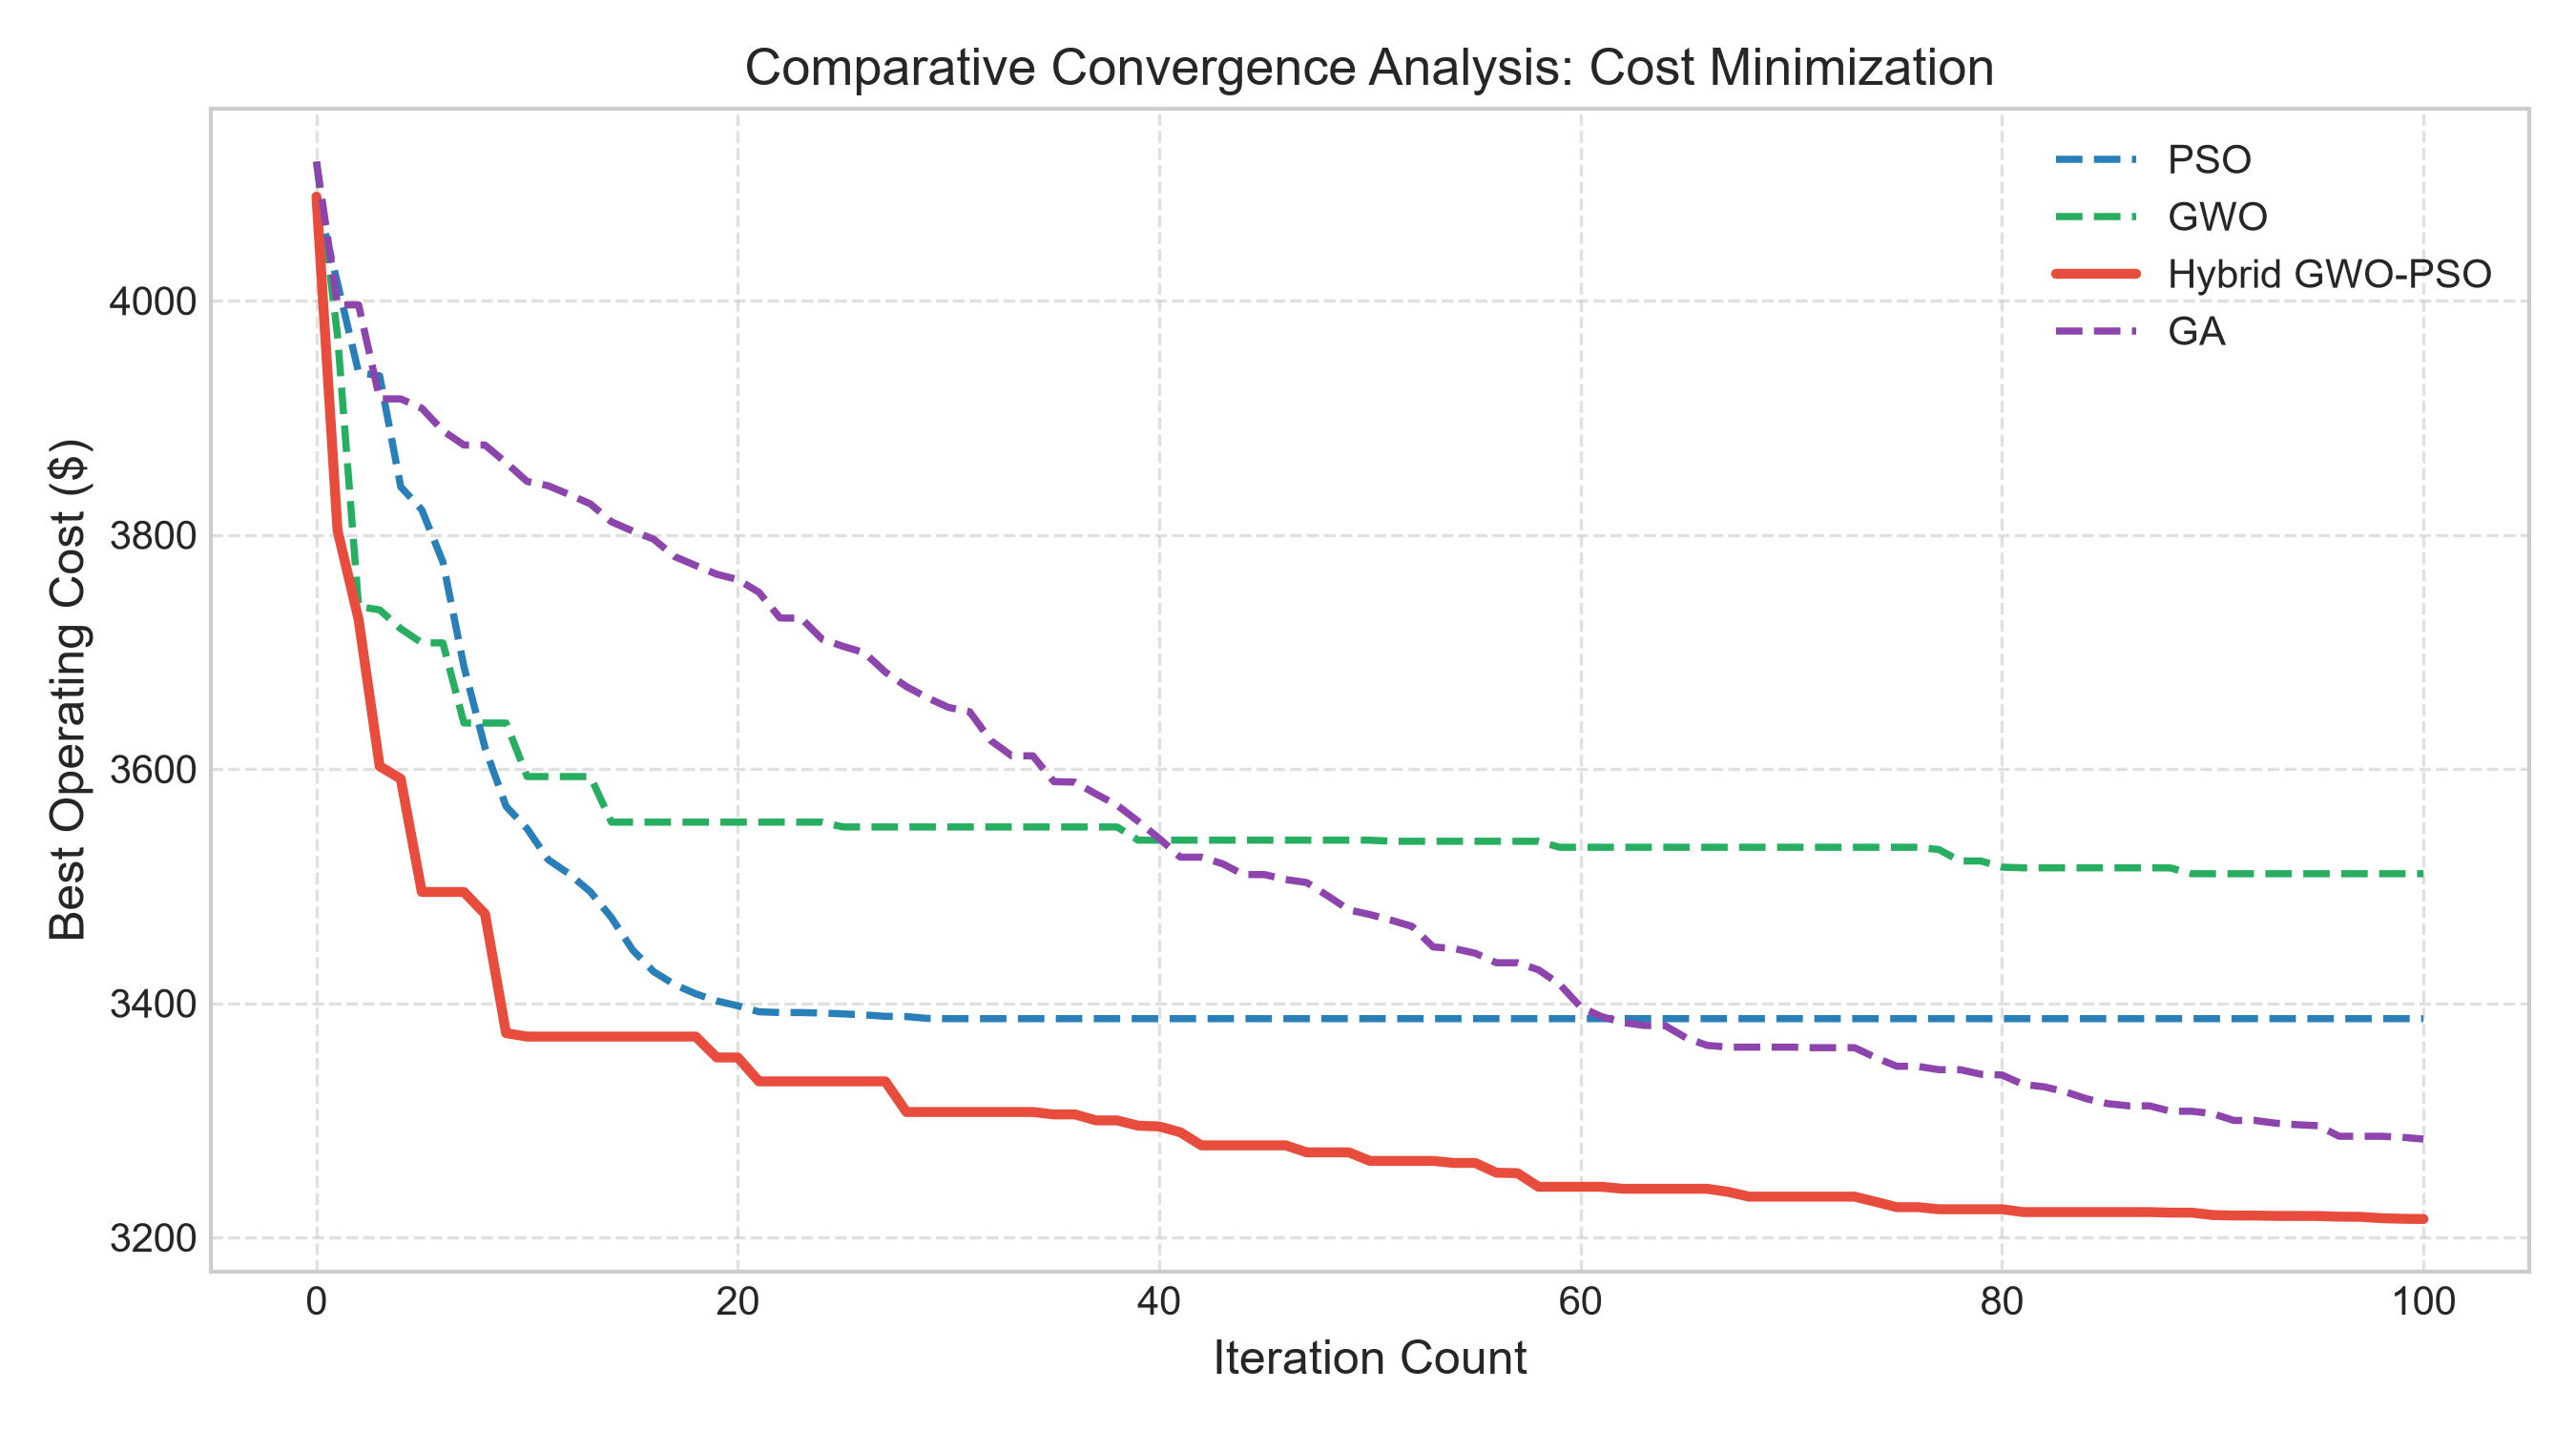 Comparative Convergence Analysis: Cost Minimization
PSO
GWO
Hybrid GWO-PSO
GA
Best Operating Cost ($)
4000
3800
3600
3400
3200
0 20 40 60 80 100
Iteration Count